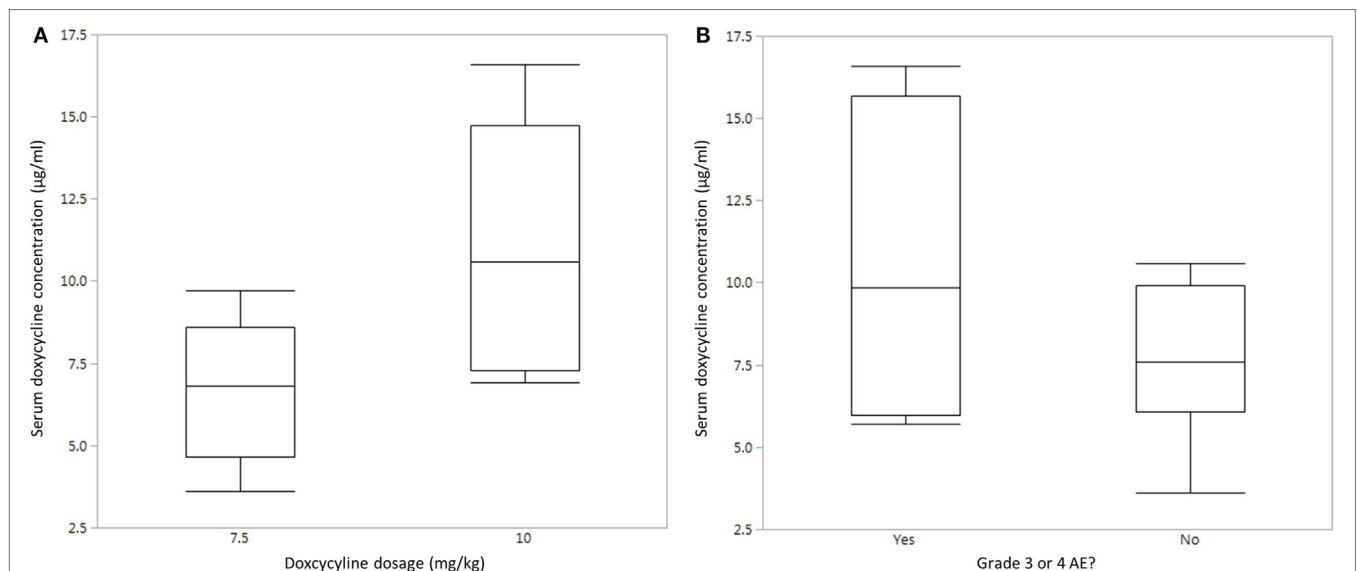 A
Serum doxycycline concentration (µg/ml)
17.5
15.0
12.5
10.0
7.5
5.0
2.5
7.5
10
Doxcycyline dosage (mg/kg)
B
Serum doxycycline concentration (µg/ml)
17.5
15.0
12.5
10.0
7.5
5.0
2.5
Yes
No
Grade 3 or 4 AE?